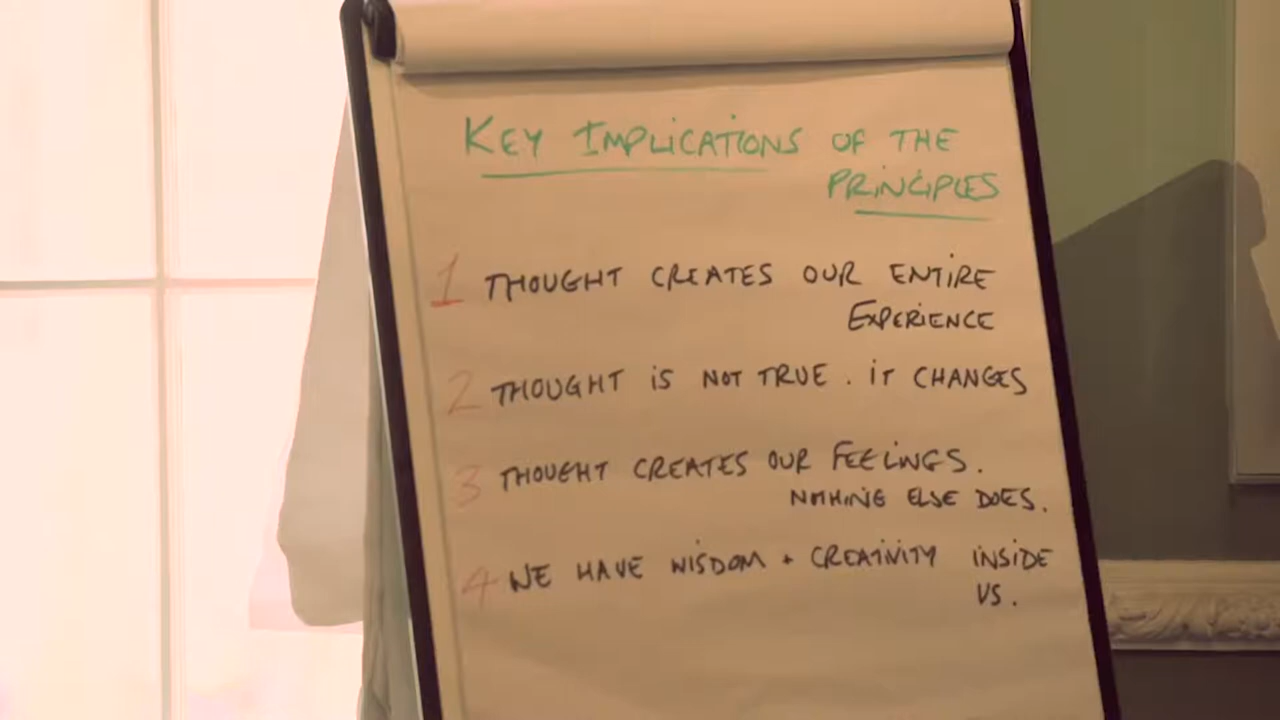 KEY IMPLICATIONS OF THE
PRINCIPLES
1 THOUGHT CREATES OUR ENTIRE
EXPERIENCE
2 THOUGHT IS NOT TRUE. IT CHANGES
3 THOUGHT CREATES OUR FEELINGS.
NOTHING ELSE DOES.
4 WE HAVE WISDOM + CREATIVITY INSIDE
US.